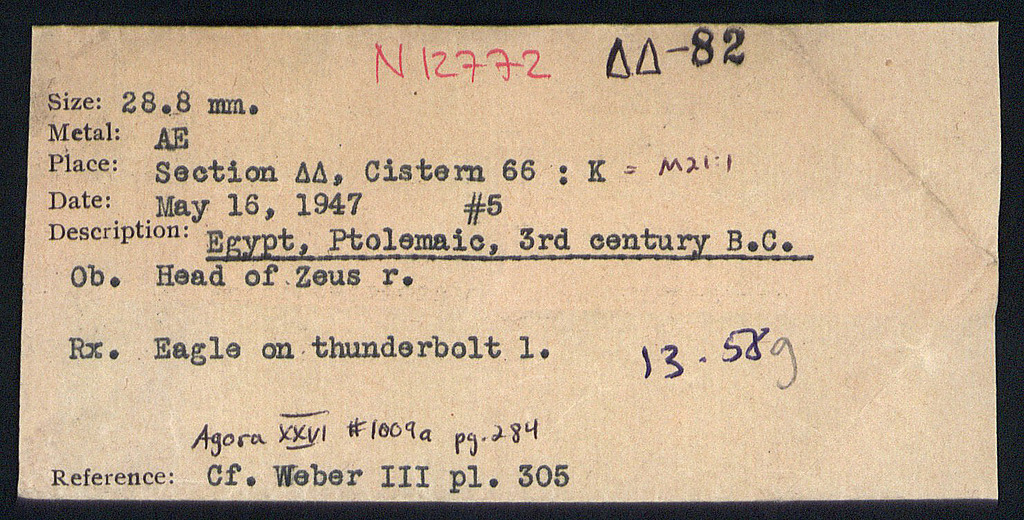 N 12772 ΔΔ-82
Size: 28.8 mm.
Metal: AE
Place: Section ΔΔ, Cistern 66 : K = M21:1
Date: May 16, 1947 #5
Description: Egypt, Ptolemaic, 3rd century B.C.
Ob. Head of Zeus r.
Rx. Eagle on thunderbolt l.
13.58g
Agora XXVI #1009a pg.284
Reference: Cf. Weber III pl. 305